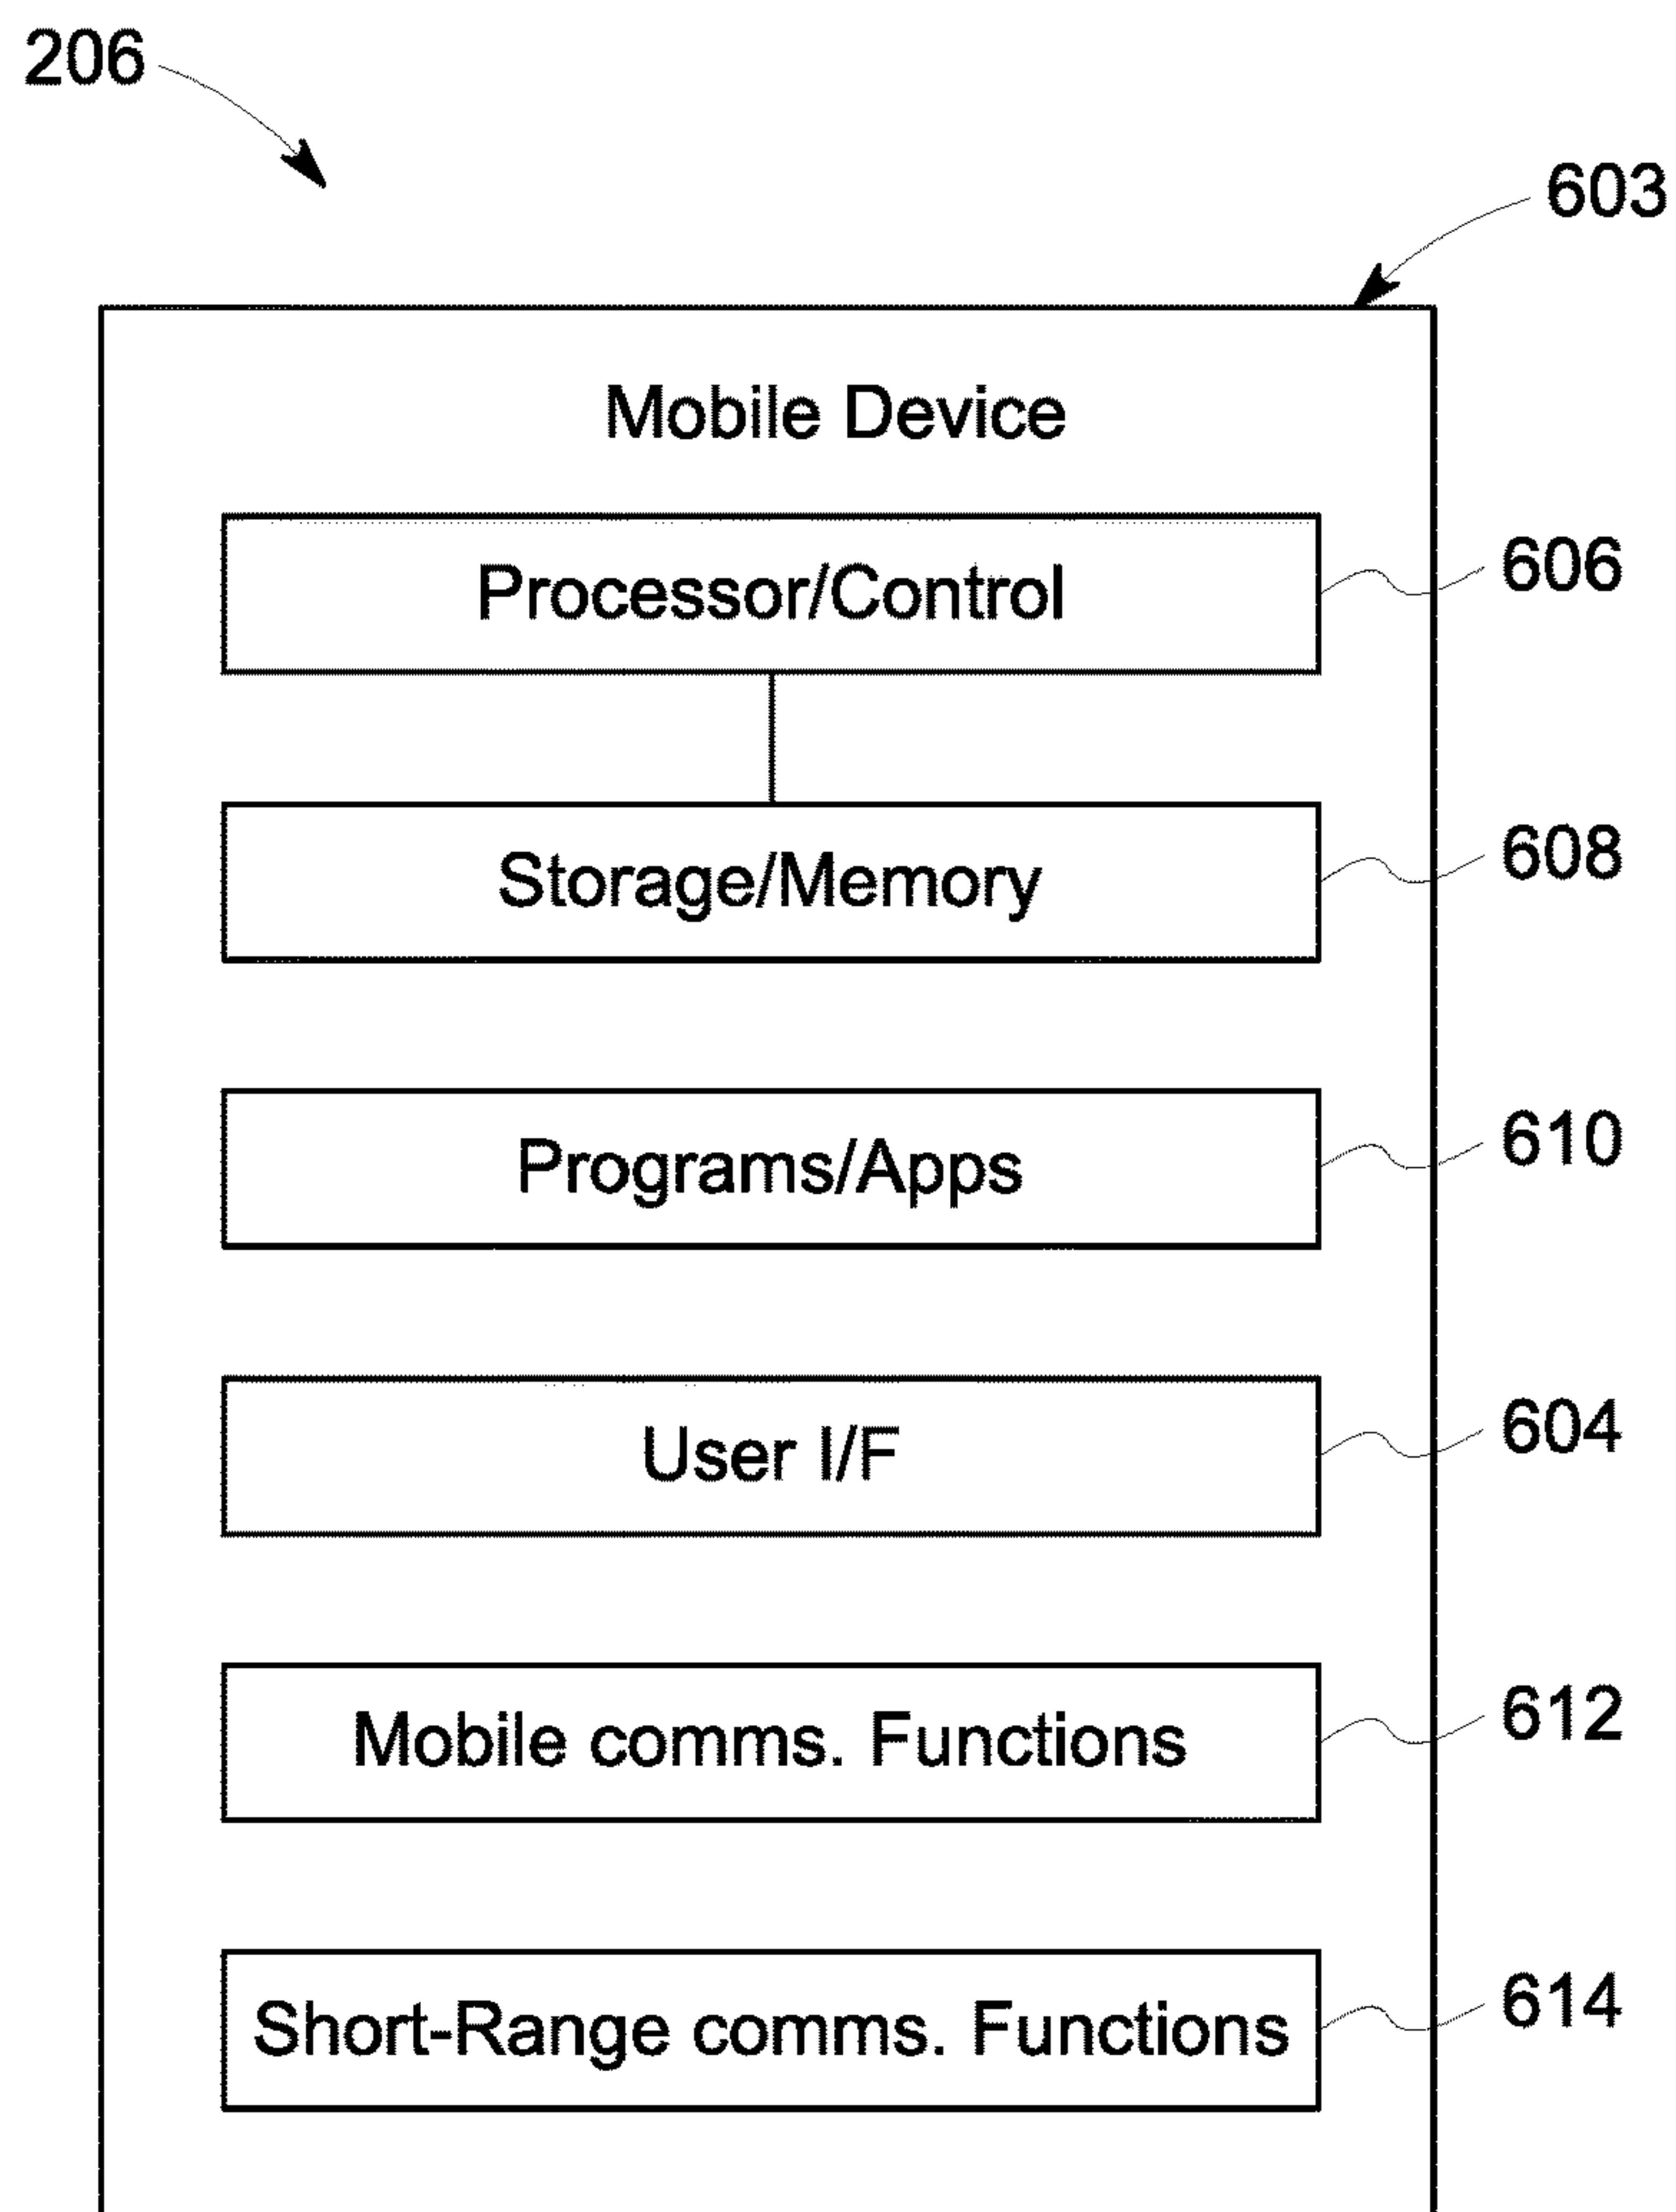 206
603
Mobile Device
Processor/Control
606
Storage/Memory
608
Programs/Apps
610
User I/F
604
Mobile comms. Functions
612
Short-Range comms. Functions
614